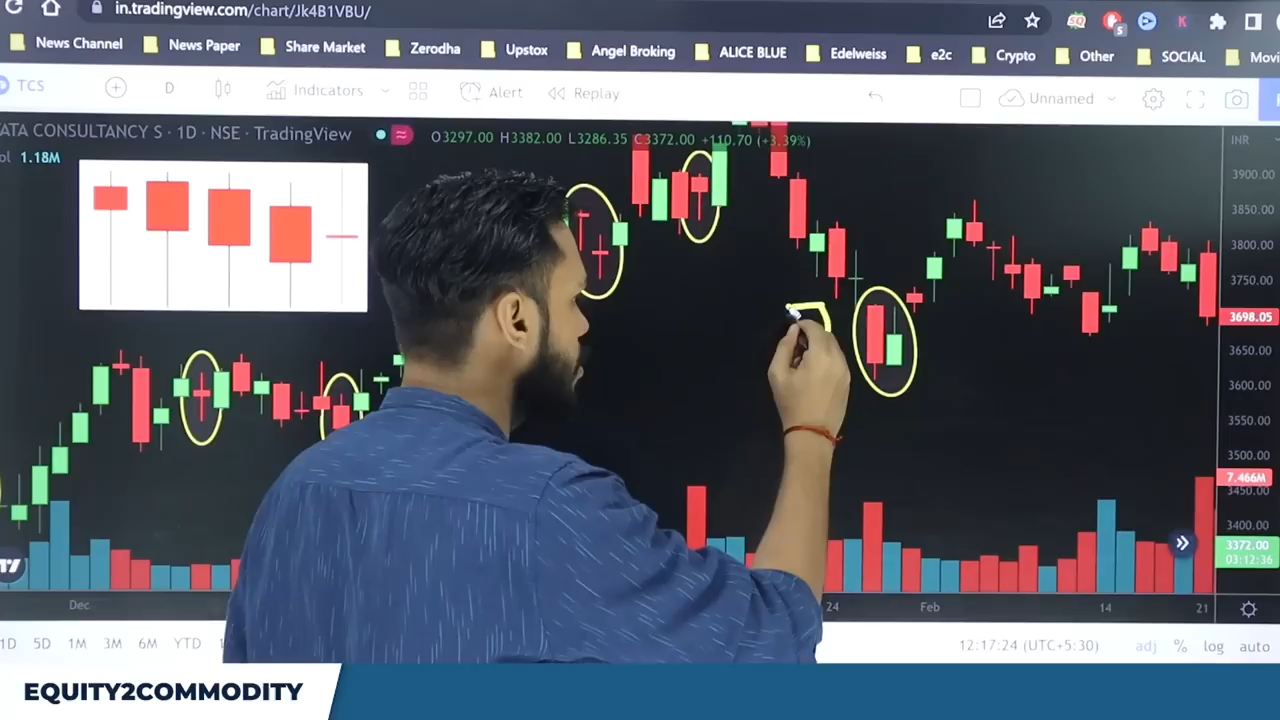 in.tradingview.com/chart/Jk4B1VBU/
SQ S K
News Channel News Paper Share Market Zerodha Upstox Angel Broking ALICE BLUE Edelweiss e2c Crypto Other SOCIAL Movi
TCS D Indicators Alert Replay Unnamed
ATA CONSULTANCY S · 1D · NSE · TradingView O3297.00 H3382.00 L3286.35 C3372.00 +110.70 (+3.39%) INR
ol 1.18M
3900.00
3850.00
3800.00
3750.00
3698.05
3650.00
3600.00
3550.00
3500.00
7.466M
3450.00
3400.00
3372.00
03:12:36
Dec 24 Feb 14 21
1D 5D 1M 3M 6M YTD 12:17:24 (UTC+5:30) adj % log auto
EQUITY2COMMODITY